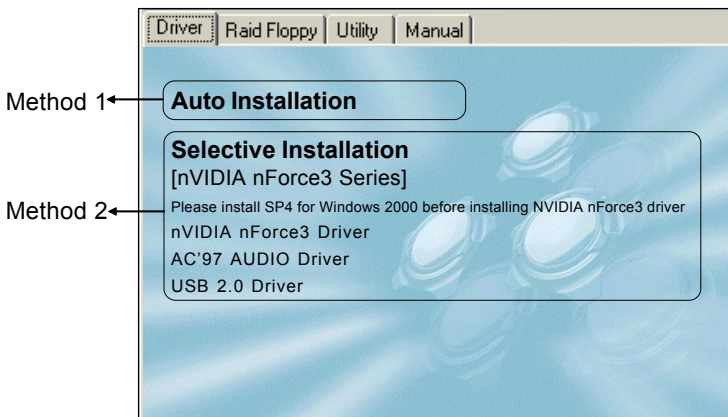 Driver Raid Floppy Utility Manual
Method 1
Auto Installation
Selective Installation
[nVIDIA nForce3 Series]
Method 2
Please install SP4 for Windows 2000 before installing NVIDIA nForce3 driver
nVIDIA nForce3 Driver
AC'97 AUDIO Driver
USB 2.0 Driver